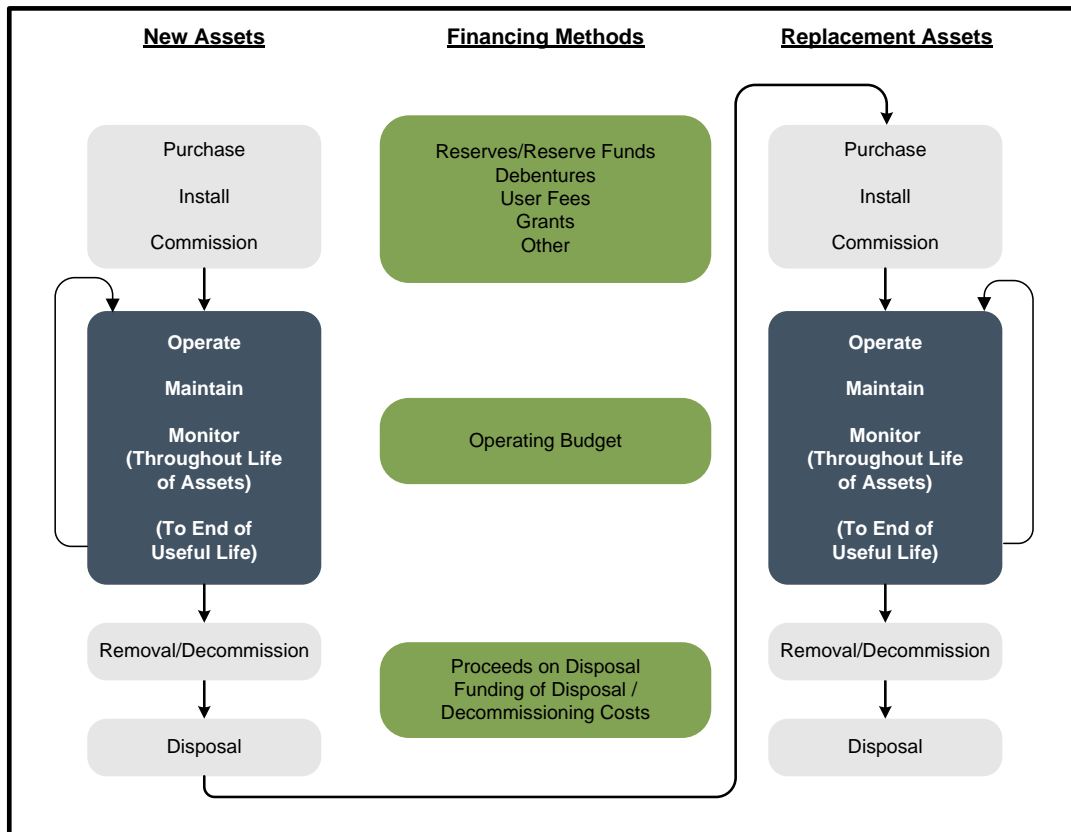 New Assets
Financing Methods
Replacement Assets
Purchase
Install
Commission
Operate
Maintain
Monitor
(Throughout Life
of Assets)
(To End of
Useful Life)
Removal/Decommission
Disposal
Reserves/Reserve Funds
Debentures
User Fees
Grants
Other
Operating Budget
Proceeds on Disposal
Funding of Disposal /
Decommissioning Costs
Purchase
Install
Commission
Operate
Maintain
Monitor
(Throughout Life
of Assets)
(To End of
Useful Life)
Removal/Decommission
Disposal